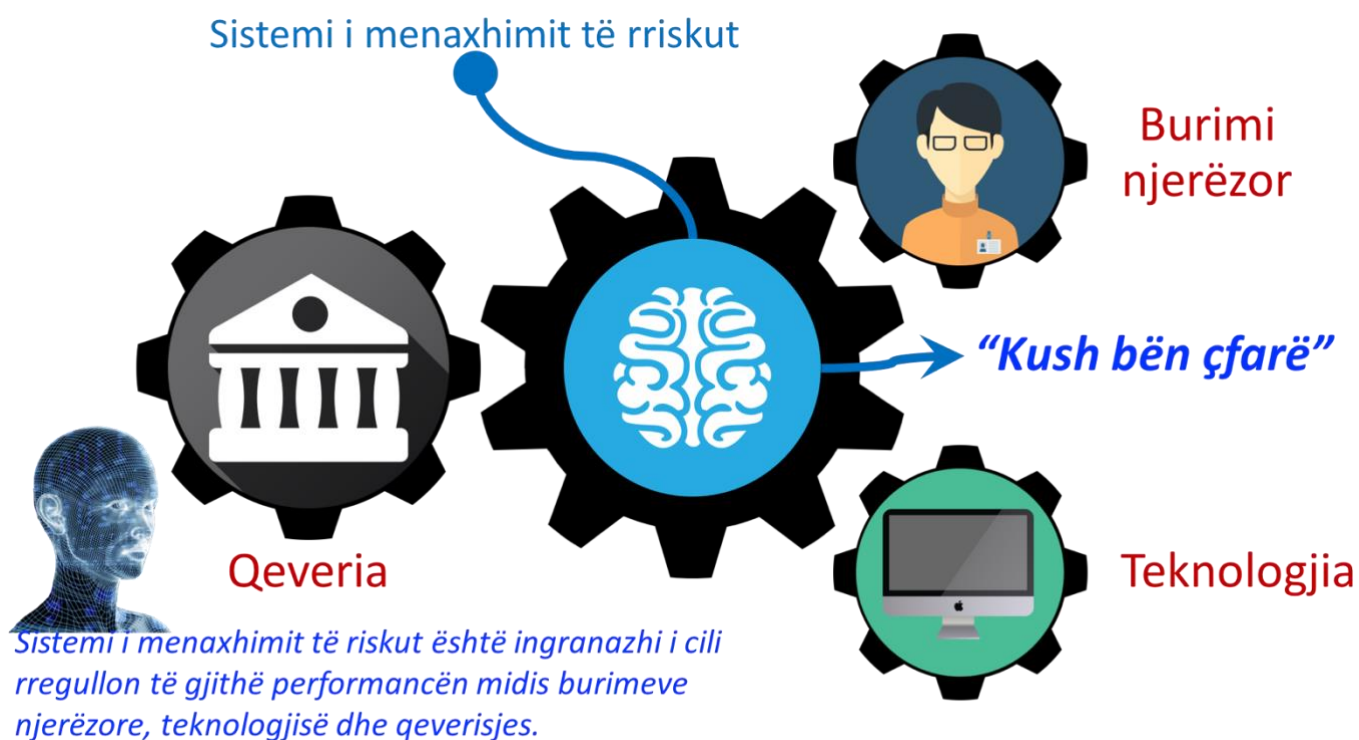 Sistemi i menaxhimit të rriskut
Burimi
njerëzor
“Kush bën çfarë”
Qeveria
Teknologjia
Sistemi i menaxhimit të riskut është ingranazhi i cili
rregullon të gjithë performancën midis burimeve
njerëzore, teknologjisë dhe qeverisjes.